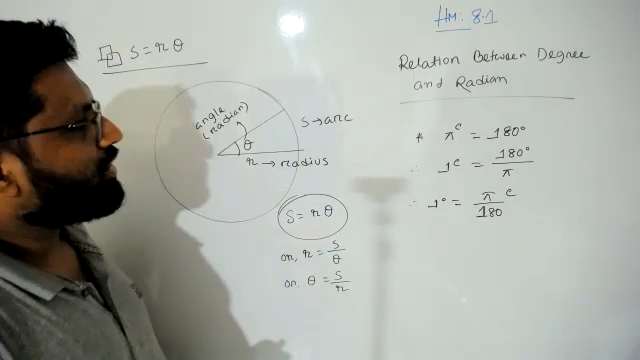 HM: 8.1
S = rθ
angle
(radian)
θ
S → arc
r → radius
S = rθ
or, r = S/θ
or, θ = S/r
Relation Between Degree
and Radian
* π^c = 180°
∴ 1^c = 180°/π
∴ 1° = π^c/180